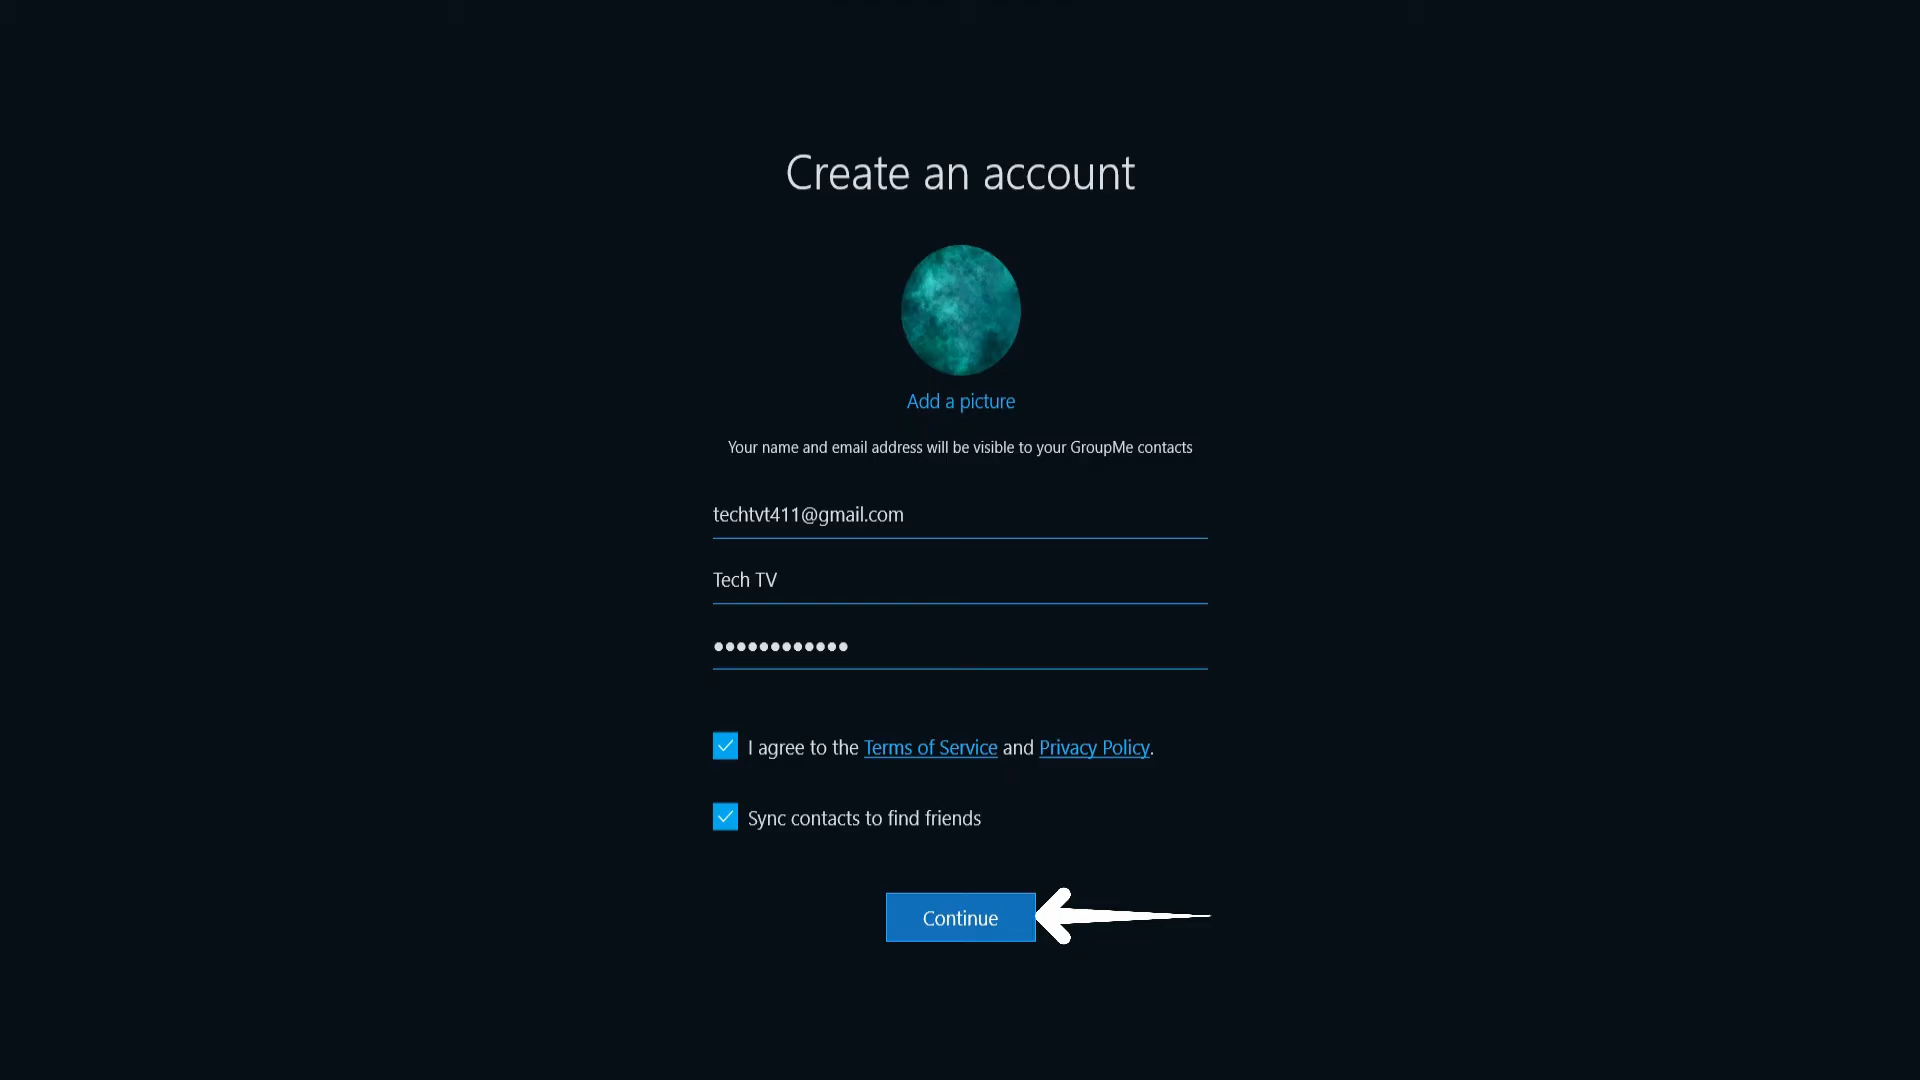 Create an account
Add a picture
Your name and email address will be visible to your GroupMe contacts
techtvt411@gmail.com
Tech TV
●●●●●●●●●●●●
I agree to the Terms of Service and Privacy Policy.
Sync contacts to find friends
Continue